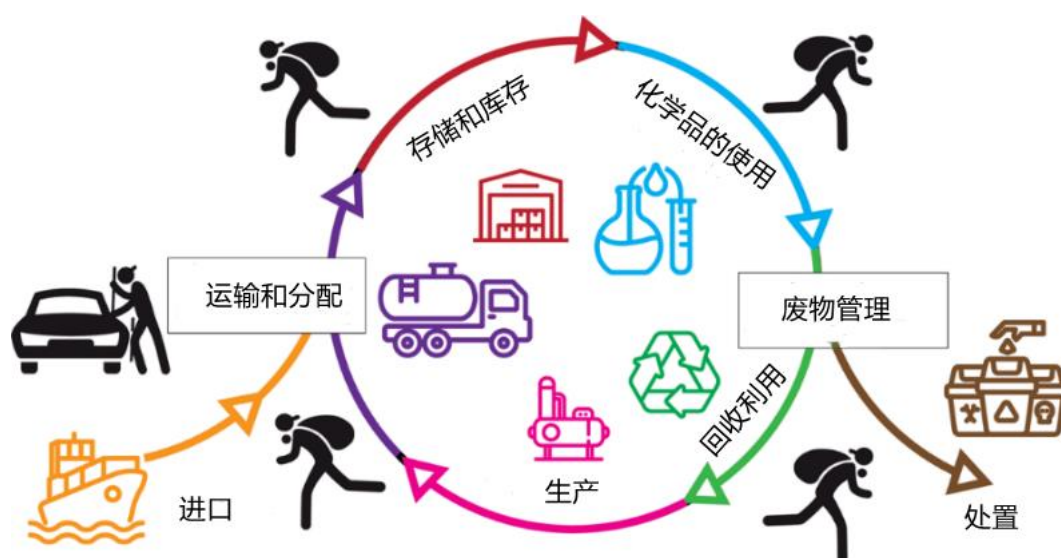 存储和库存
化学品的使用
运输和分配
废物管理
回收利用
生产
进口
处置